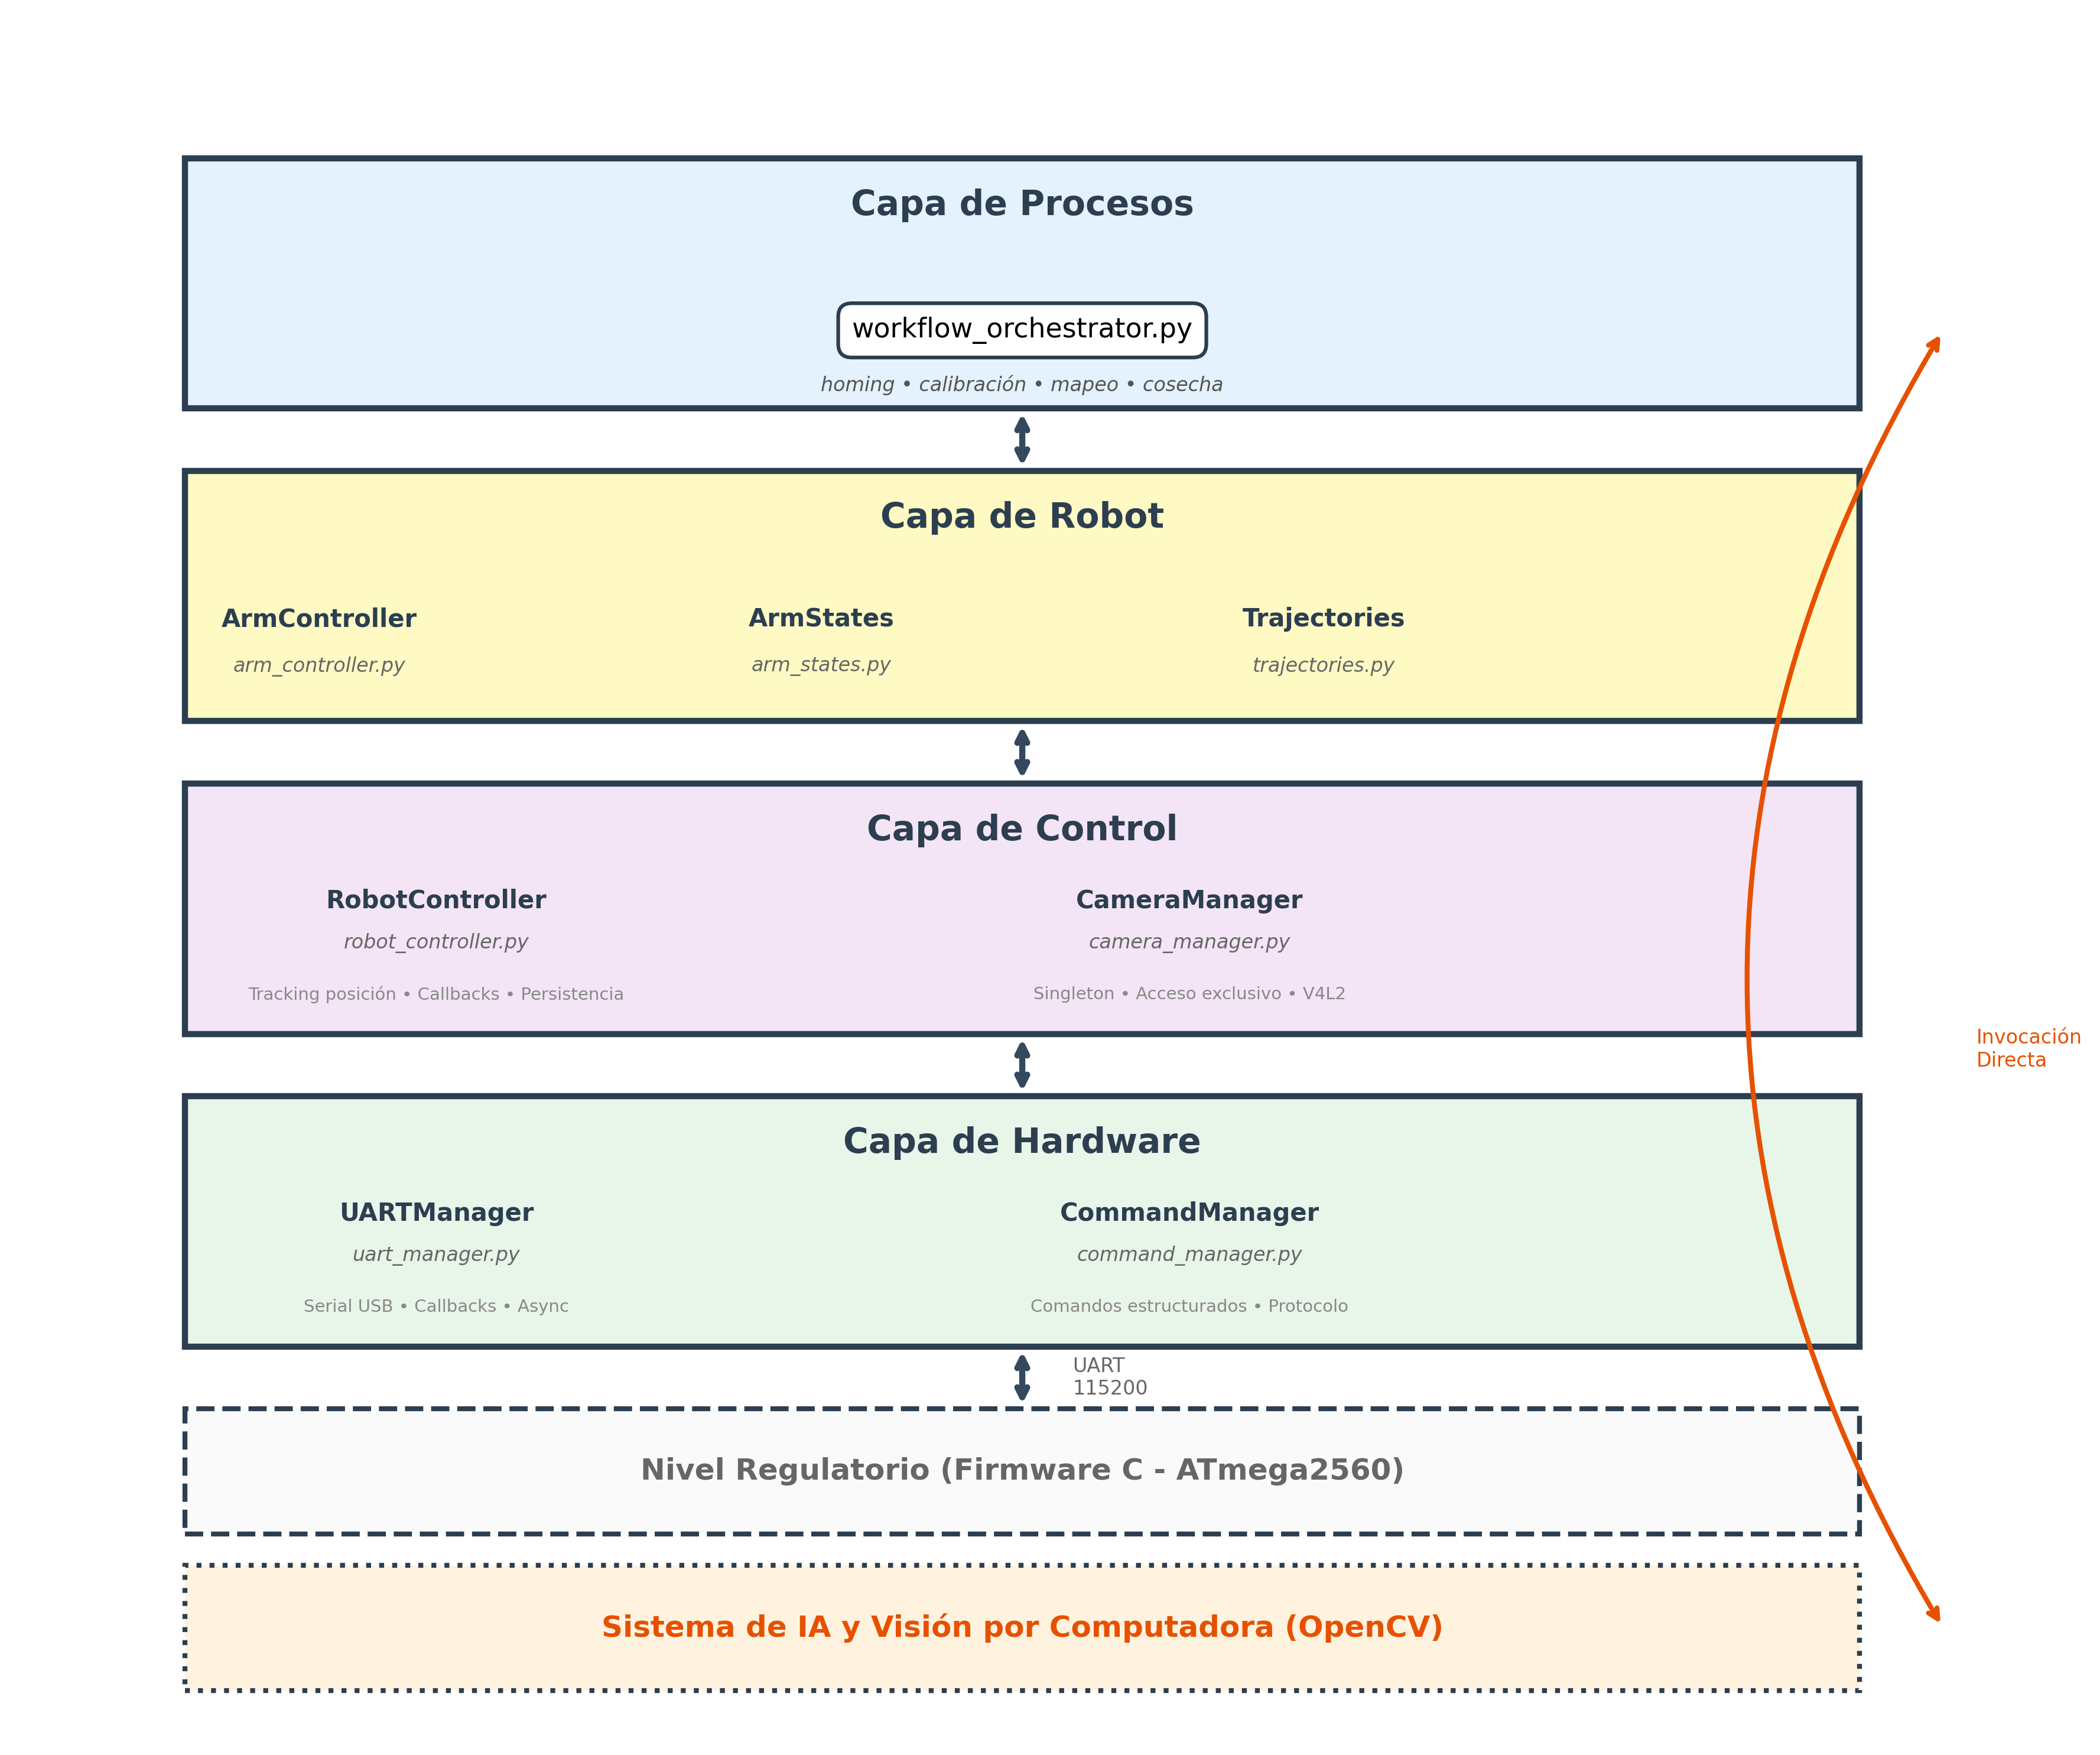 Capa de Procesos
workflow_orchestrator.py
homing • calibración • mapeo • cosecha
Capa de Robot
ArmController
arm_controller.py
ArmStates
arm_states.py
Trajectories
trajectories.py
Capa de Control
RobotController
robot_controller.py
Tracking posición • Callbacks • Persistencia
CameraManager
camera_manager.py
Singleton • Acceso exclusivo • V4L2
Invocación
Directa
Capa de Hardware
UARTManager
uart_manager.py
Serial USB • Callbacks • Async
CommandManager
command_manager.py
Comandos estructurados • Protocolo
UART
115200
Nivel Regulatorio (Firmware C - ATmega2560)
Sistema de IA y Visión por Computadora (OpenCV)